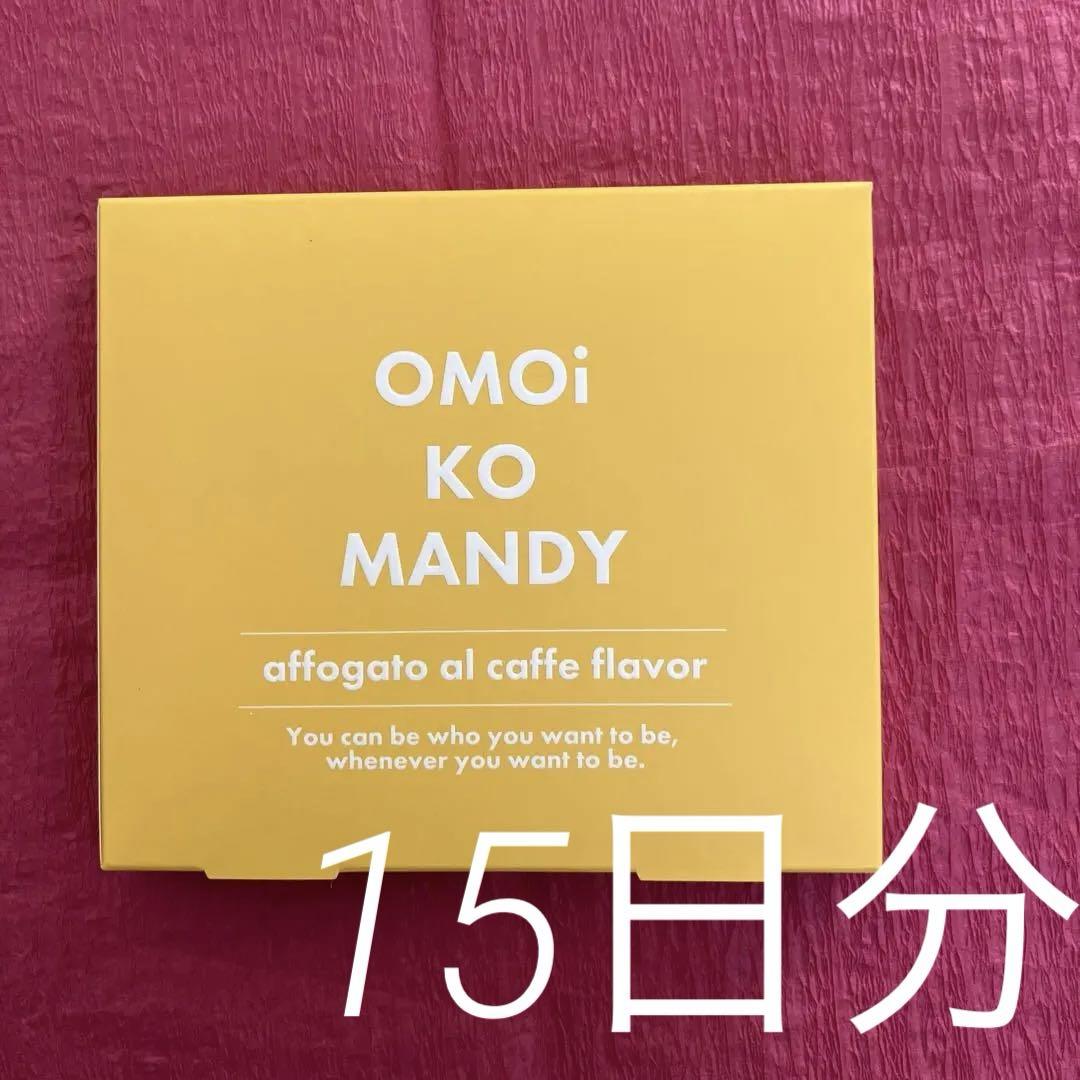 OMOi
KO
MANDY
affogato al caffe flavor
You can be who you want to be,
whenever you want to be.
15日分